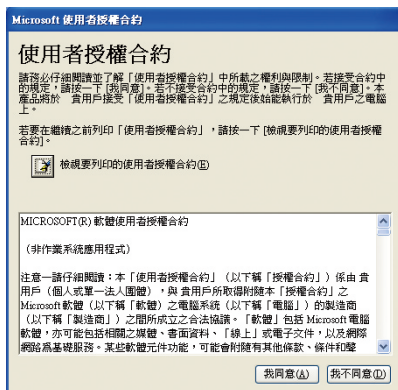 Microsoft 使用者授權合約
使用者授權合約
請務必仔細閱讀並了解「使用者授權合約」中所載之權利與限制。若接受合約中
的規定，請按一下 [我同意]。若不接受合約中的規定，請按一下 [我不同意]。本
產品將於　貴用戶接受「使用者授權合約」之規定後始能執行於　貴用戶之電腦
上。
若要在繼續之前列印「使用者授權合約」，請按一下 [檢視要列印的使用者授權
合約]。
檢視要列印的使用者授權合約(E)
MICROSOFT(R) 軟體使用者授權合約
（非作業系統應用程式）
注意—請仔細閱讀：本「使用者授權合約」（以下稱「授權合約」）係由 貴
用戶（個人或單一法人團體），與 貴用戶所取得附隨本「授權合約」之
Microsoft 軟體（以下稱「軟體）之電腦系統（以下稱「電腦」）的製造商
（以下稱「製造商」）之間所成立之合法協議。「軟體」包括 Microsoft 電腦
軟體，亦可能包括相關之媒體、書面資料、「線上」或電子文件，以及網際
網路為基礎服務。某些軟體元件功能，可能會附隨有其他條款、條件和聲
我同意(A)
我不同意(D)